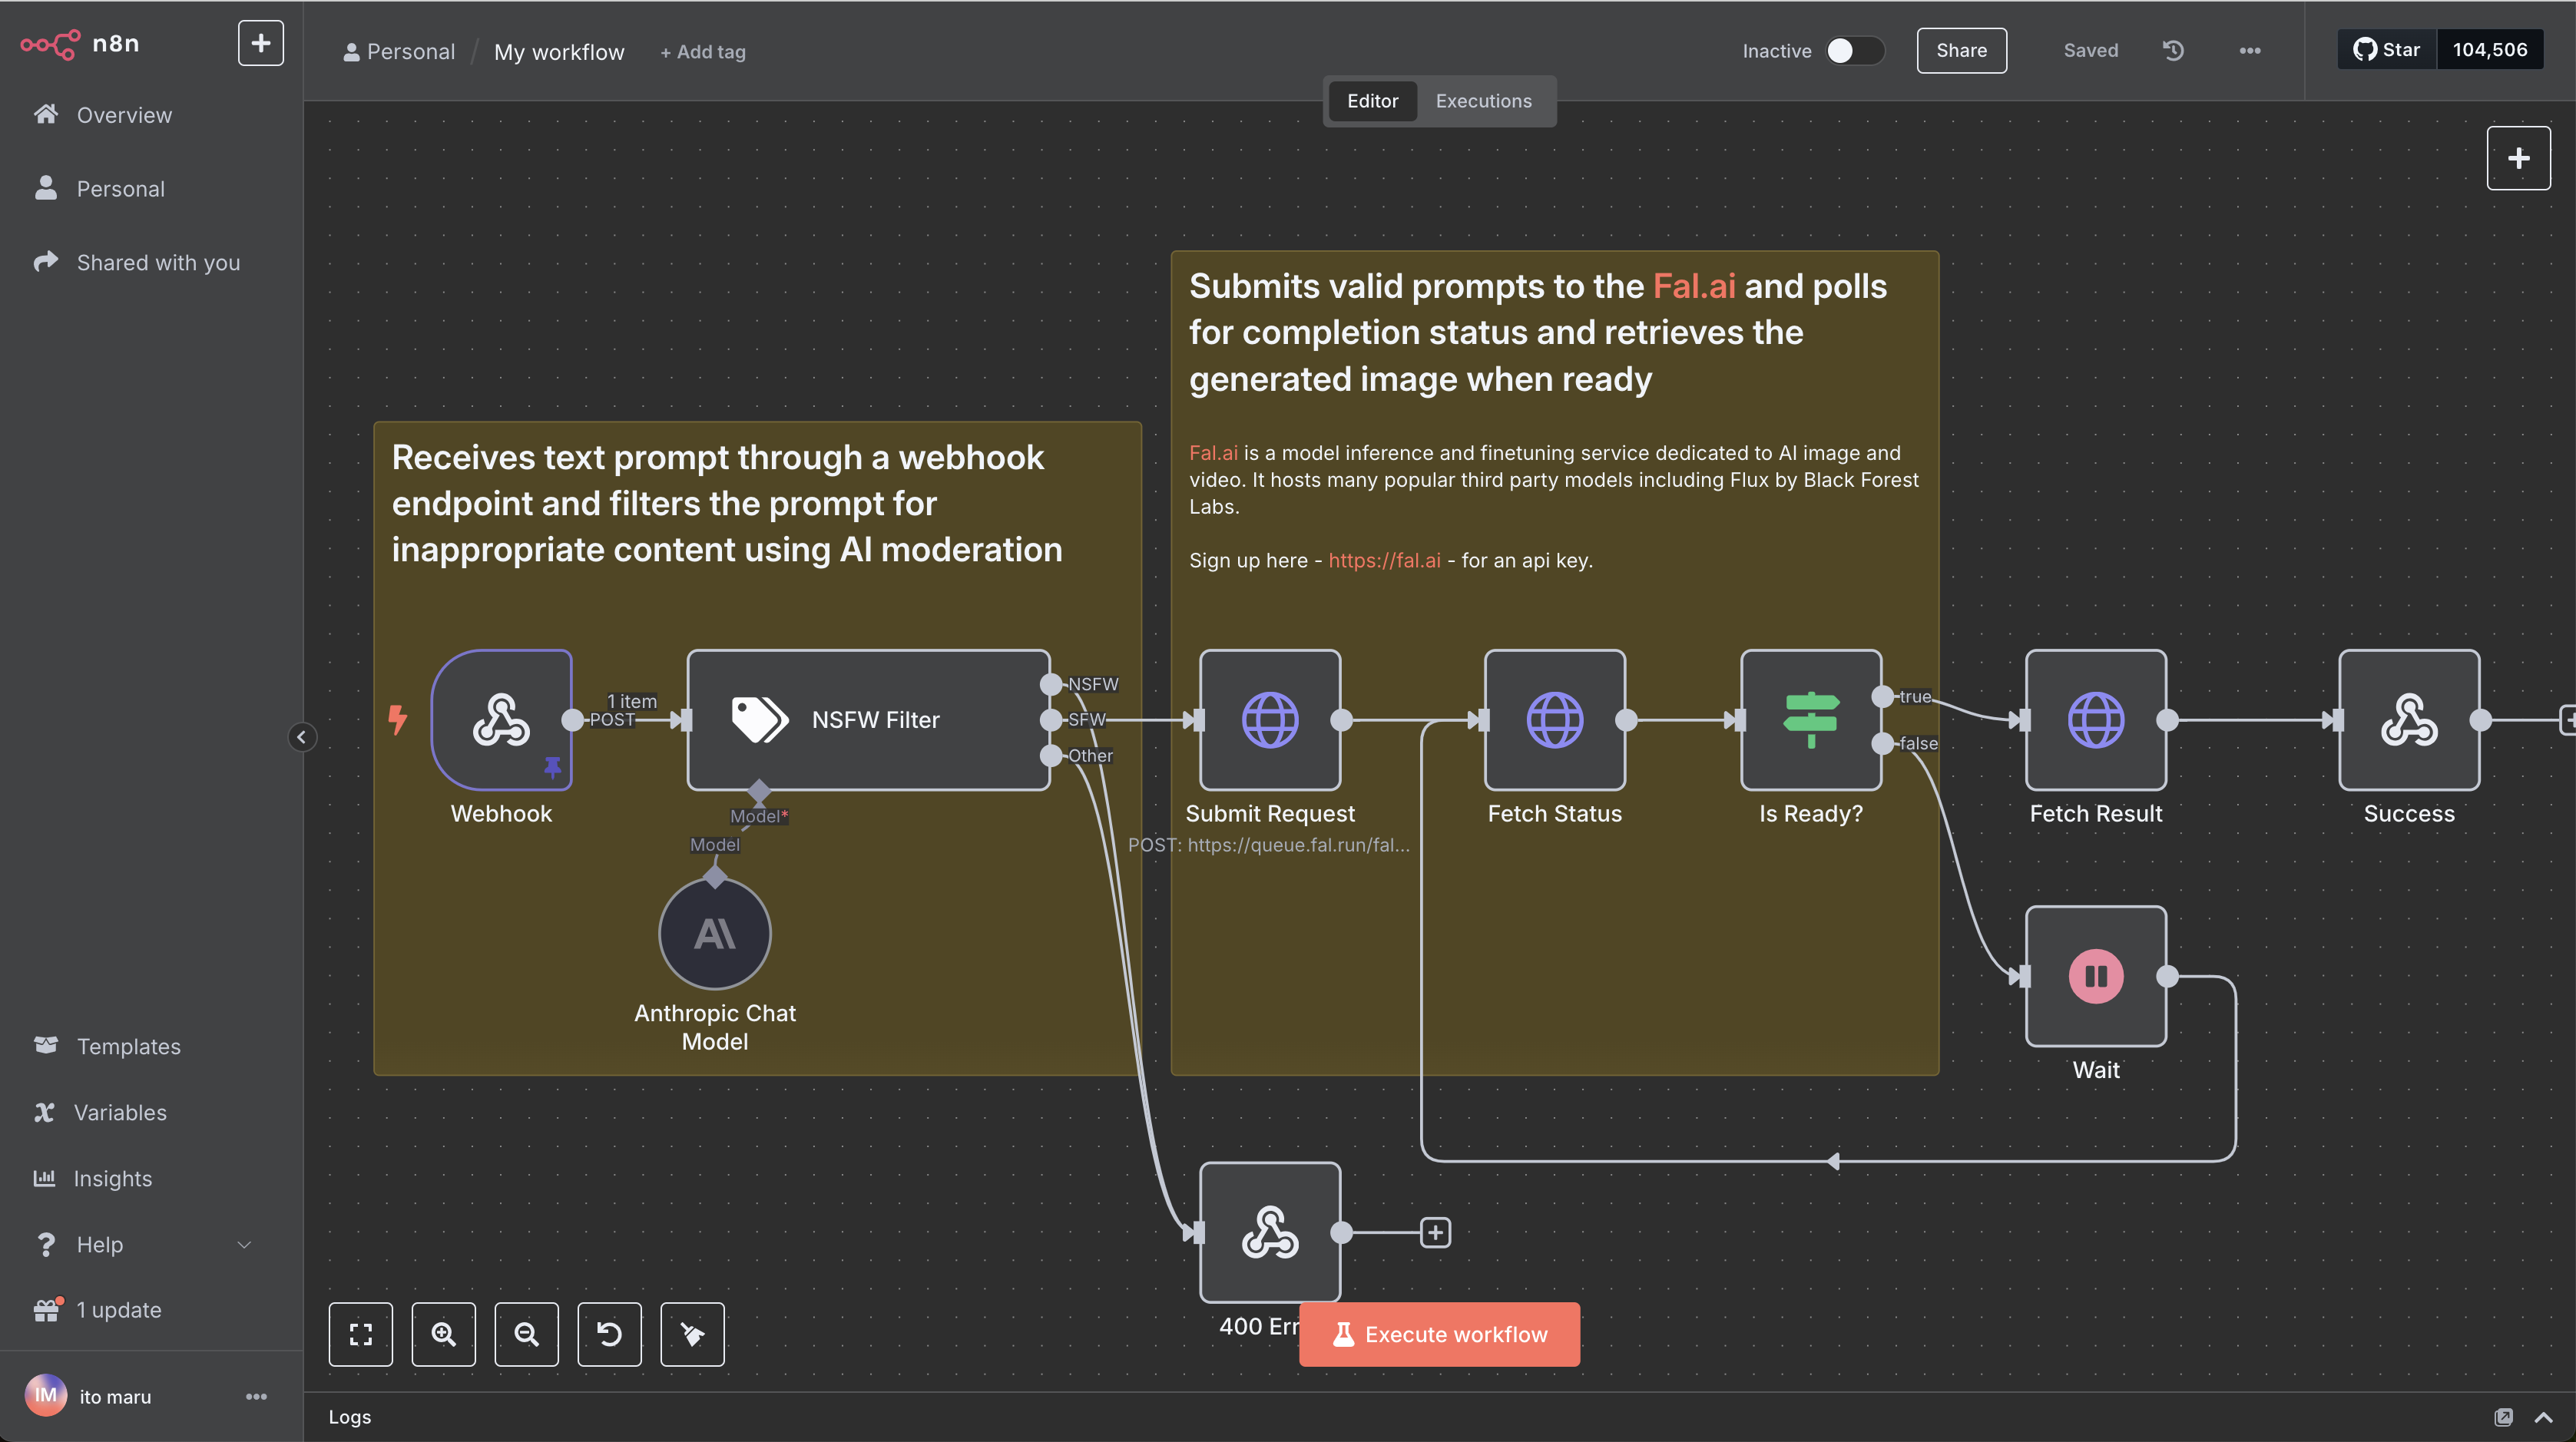 n8n
Personal / My workflow + Add tag
Inactive
Share
Saved
Star 104,506
Editor Executions
Overview
Personal
Shared with you
Submits valid prompts to the Fal.ai and polls
for completion status and retrieves the
generated image when ready
Fal.ai is a model inference and finetuning service dedicated to AI image and
video. It hosts many popular third party models including Flux by Black Forest
Labs.
Sign up here - https://fal.ai - for an api key.
Receives text prompt through a webhook
endpoint and filters the prompt for
inappropriate content using AI moderation
1 item
POST
Webhook
NSFW Filter
NSFW
SFW
Other
Model*
Model
Anthropic Chat
Model
Submit Request
POST: https://queue.fal.run/fal...
Fetch Status
Is Ready?
true
false
Fetch Result
Success
Wait
400 Err
Execute workflow
Templates
Variables
Insights
Help
1 update
IM ito maru
Logs